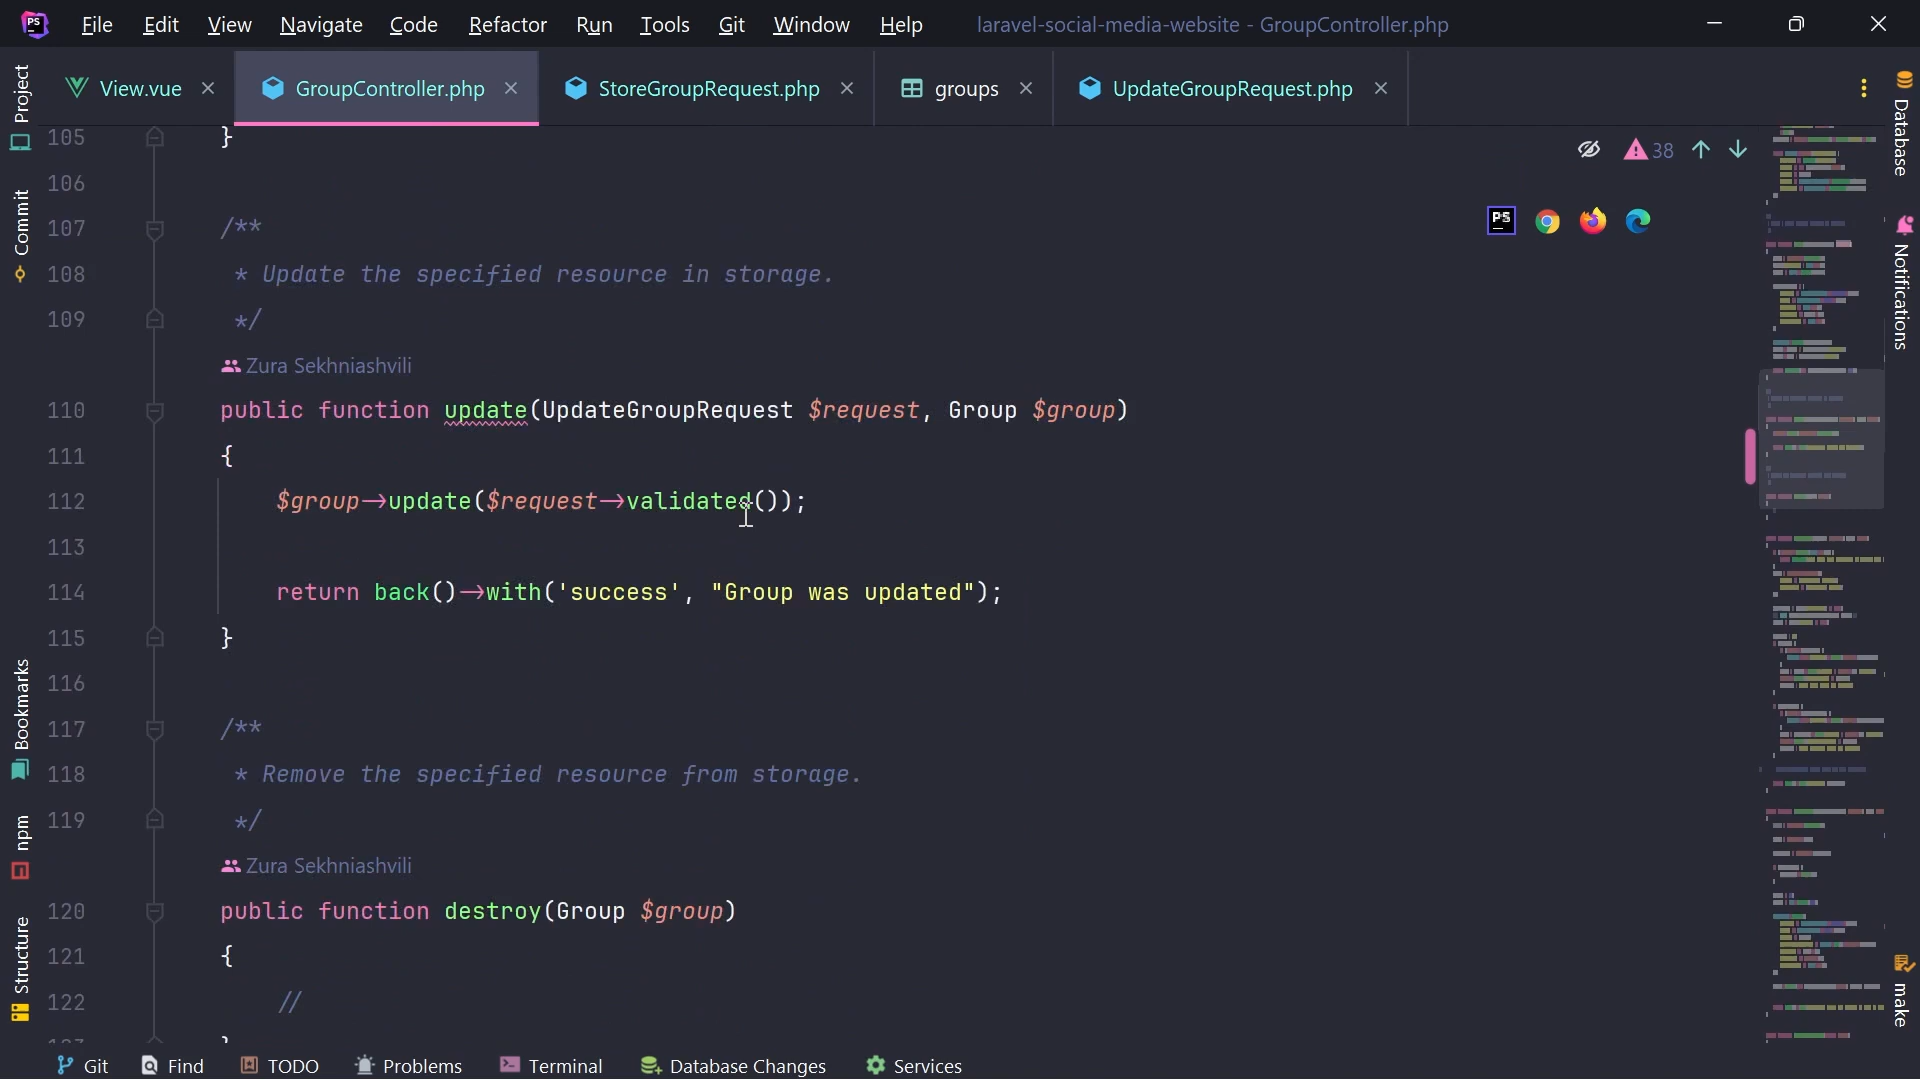 PS File Edit View Navigate Code Refactor Run Tools Git Window Help laravel-social-media-website - GroupController.php
View.vue GroupController.php StoreGroupRequest.php groups UpdateGroupRequest.php
Project
Commit
Bookmarks
npm
Structure
38
PS
105 }
106
107 /**
108 * Update the specified resource in storage.
109 */
Zura Sekhniashvili
110 public function update(UpdateGroupRequest $request, Group $group)
111 {
112 $group->update($request->validated());
113
114 return back()->with('success', "Group was updated");
115 }
116
117 /**
118 * Remove the specified resource from storage.
119 */
Zura Sekhniashvili
120 public function destroy(Group $group)
121 {
122 //
Database
Notifications
make
Git Find TODO Problems Terminal Database Changes Services